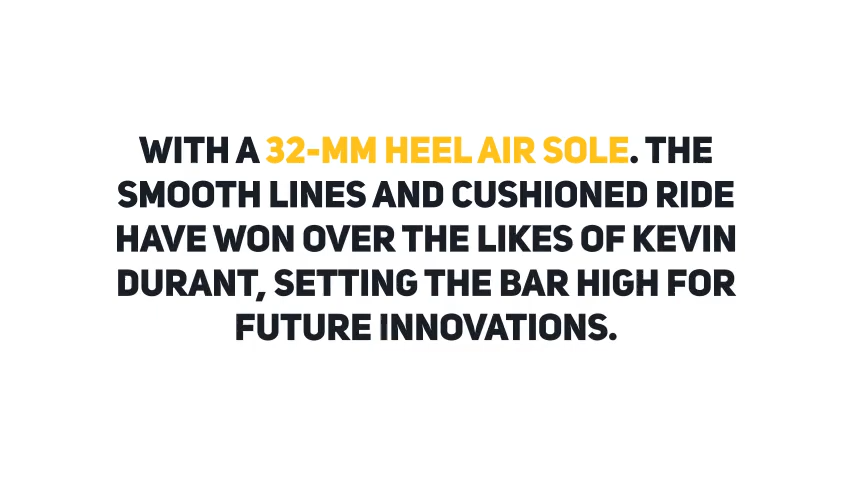 WITH A 32-MM HEEL AIR SOLE. THE
SMOOTH LINES AND CUSHIONED RIDE
HAVE WON OVER THE LIKES OF KEVIN
DURANT, SETTING THE BAR HIGH FOR
FUTURE INNOVATIONS.